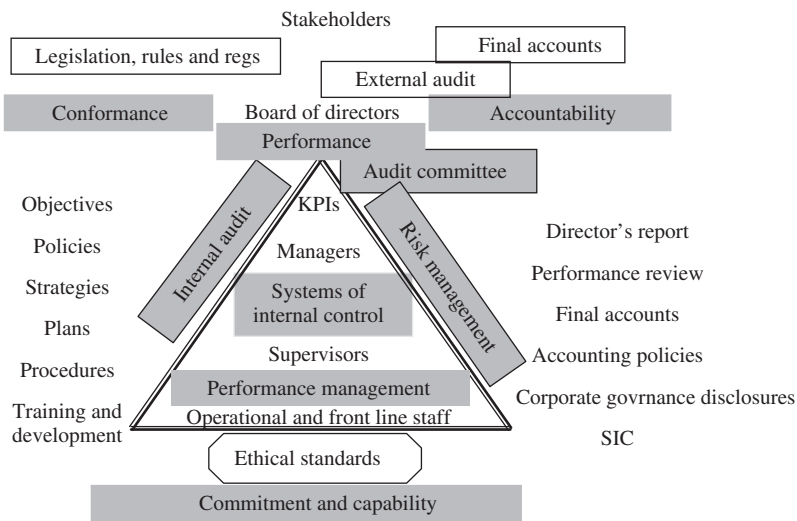 Stakeholders
Legislation, rules and regs
Final accounts
External audit
Conformance
Board of directors
Accountability
Performance
Audit committee
Internal audit
Risk management
KPIs
Managers
Systems of
internal control
Supervisors
Performance management
Operational and front line staff
Objectives
Policies
Strategies
Plans
Procedures
Training and
development
Director's report
Performance review
Final accounts
Accounting policies
Corporate govrnance disclosures
SIC
Ethical standards
Commitment and capability